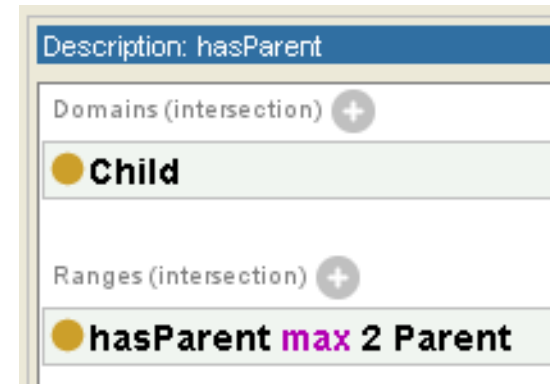 Description: hasParent
Domains (intersection)
Child
Ranges (intersection)
hasParent max 2 Parent